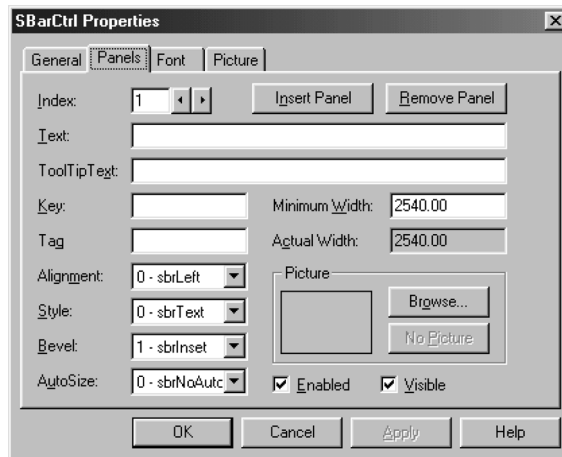 SBarCtrl Properties
General Panels Font Picture
Index: 1 Insert Panel Remove Panel
Text:
ToolTipText:
Key: Minimum Width: 2540.00
Tag Actual Width: 2540.00
Alignment: 0 - sbrLeft Picture
Style: 0 - sbrText Browse...
Bevel: 1 - sbrInset No Picture
AutoSize: 0 - sbrNoAutc Enabled Visible
OK Cancel Apply Help